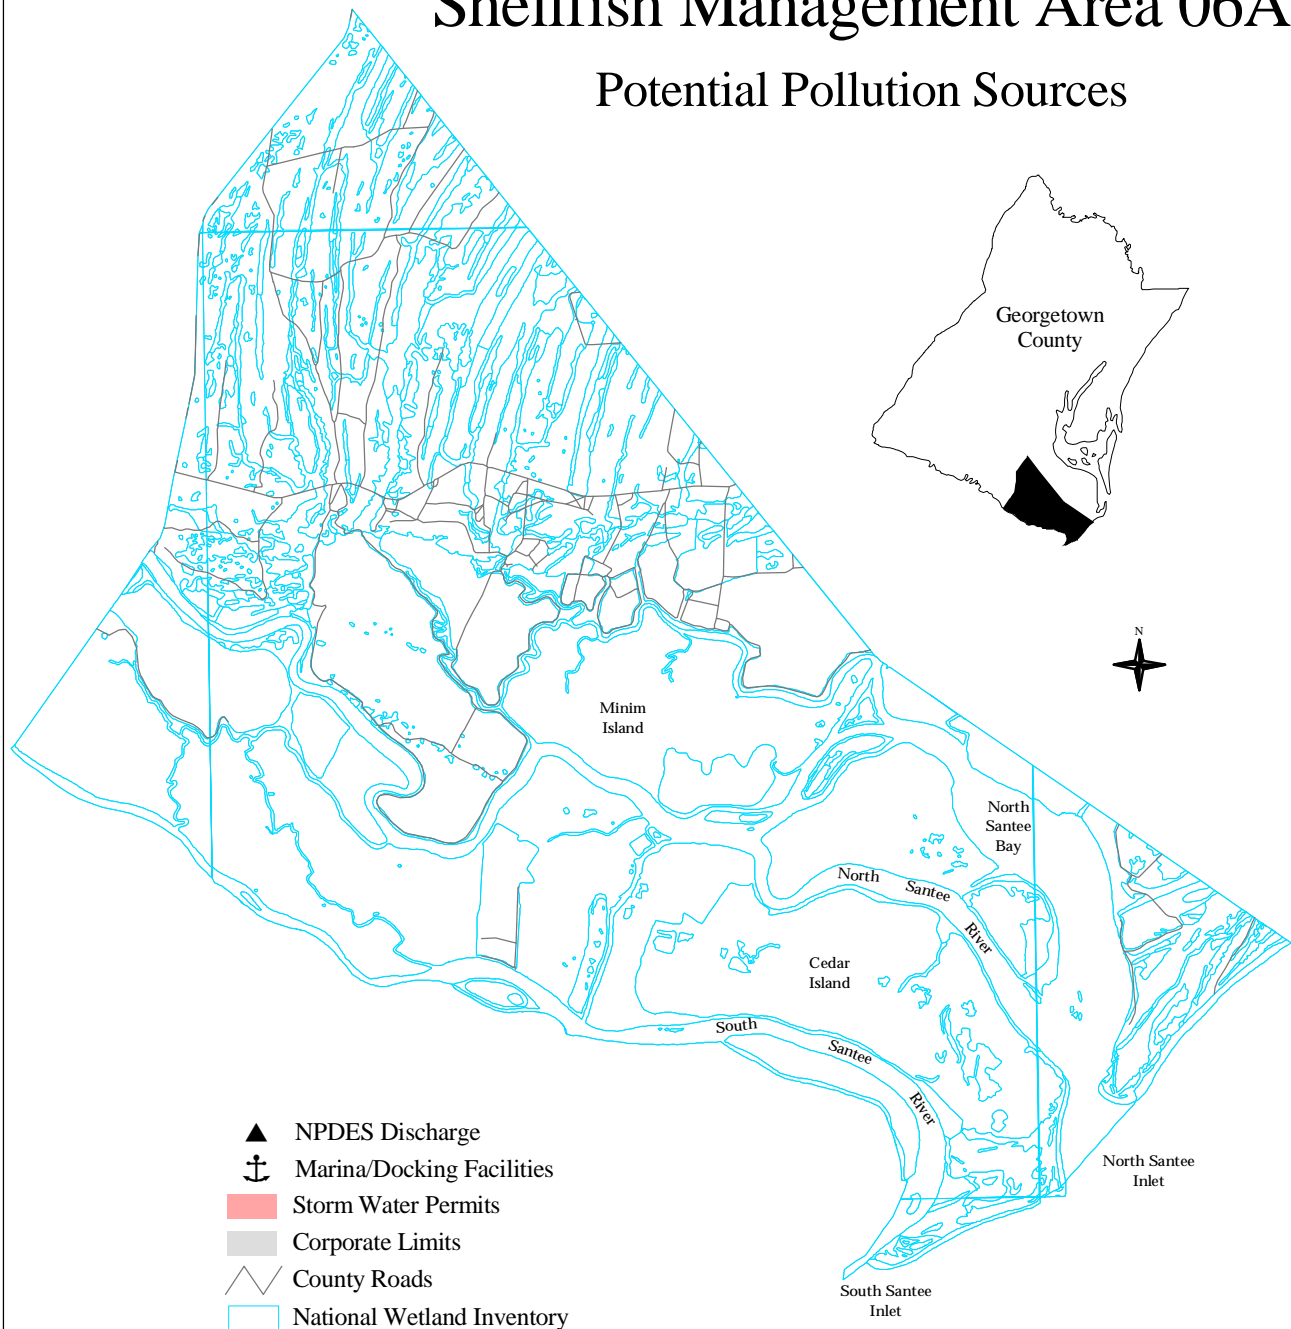 Shellfish Management Area 06A
Potential Pollution Sources
Georgetown
County
N
Minim
Island
North
Santee
Bay
North
Santee
River
Cedar
Island
South
Santee
River
North Santee
Inlet
South Santee
Inlet
NPDES Discharge
Marina/Docking Facilities
Storm Water Permits
Corporate Limits
County Roads
National Wetland Inventory